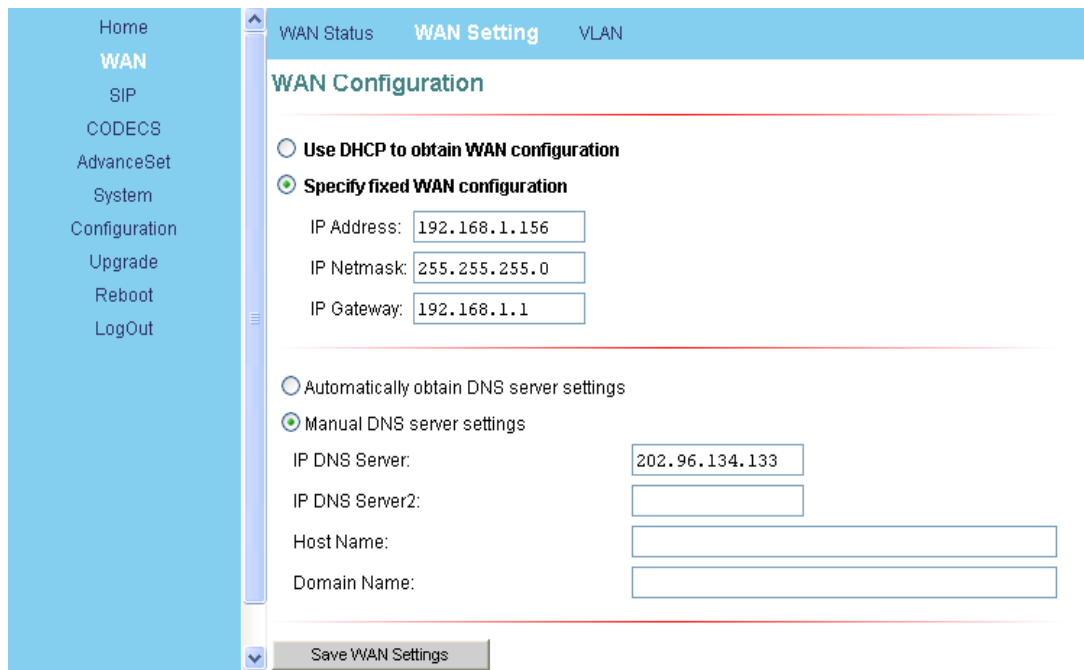 Home
WAN
SIP
CODECS
AdvanceSet
System
Configuration
Upgrade
Reboot
LogOut
WAN Status WAN Setting VLAN
WAN Configuration
Use DHCP to obtain WAN configuration
Specify fixed WAN configuration
IP Address: 192.168.1.156
IP Netmask: 255.255.255.0
IP Gateway: 192.168.1.1
Automatically obtain DNS server settings
Manual DNS server settings
IP DNS Server: 202.96.134.133
IP DNS Server2:
Host Name:
Domain Name:
Save WAN Settings